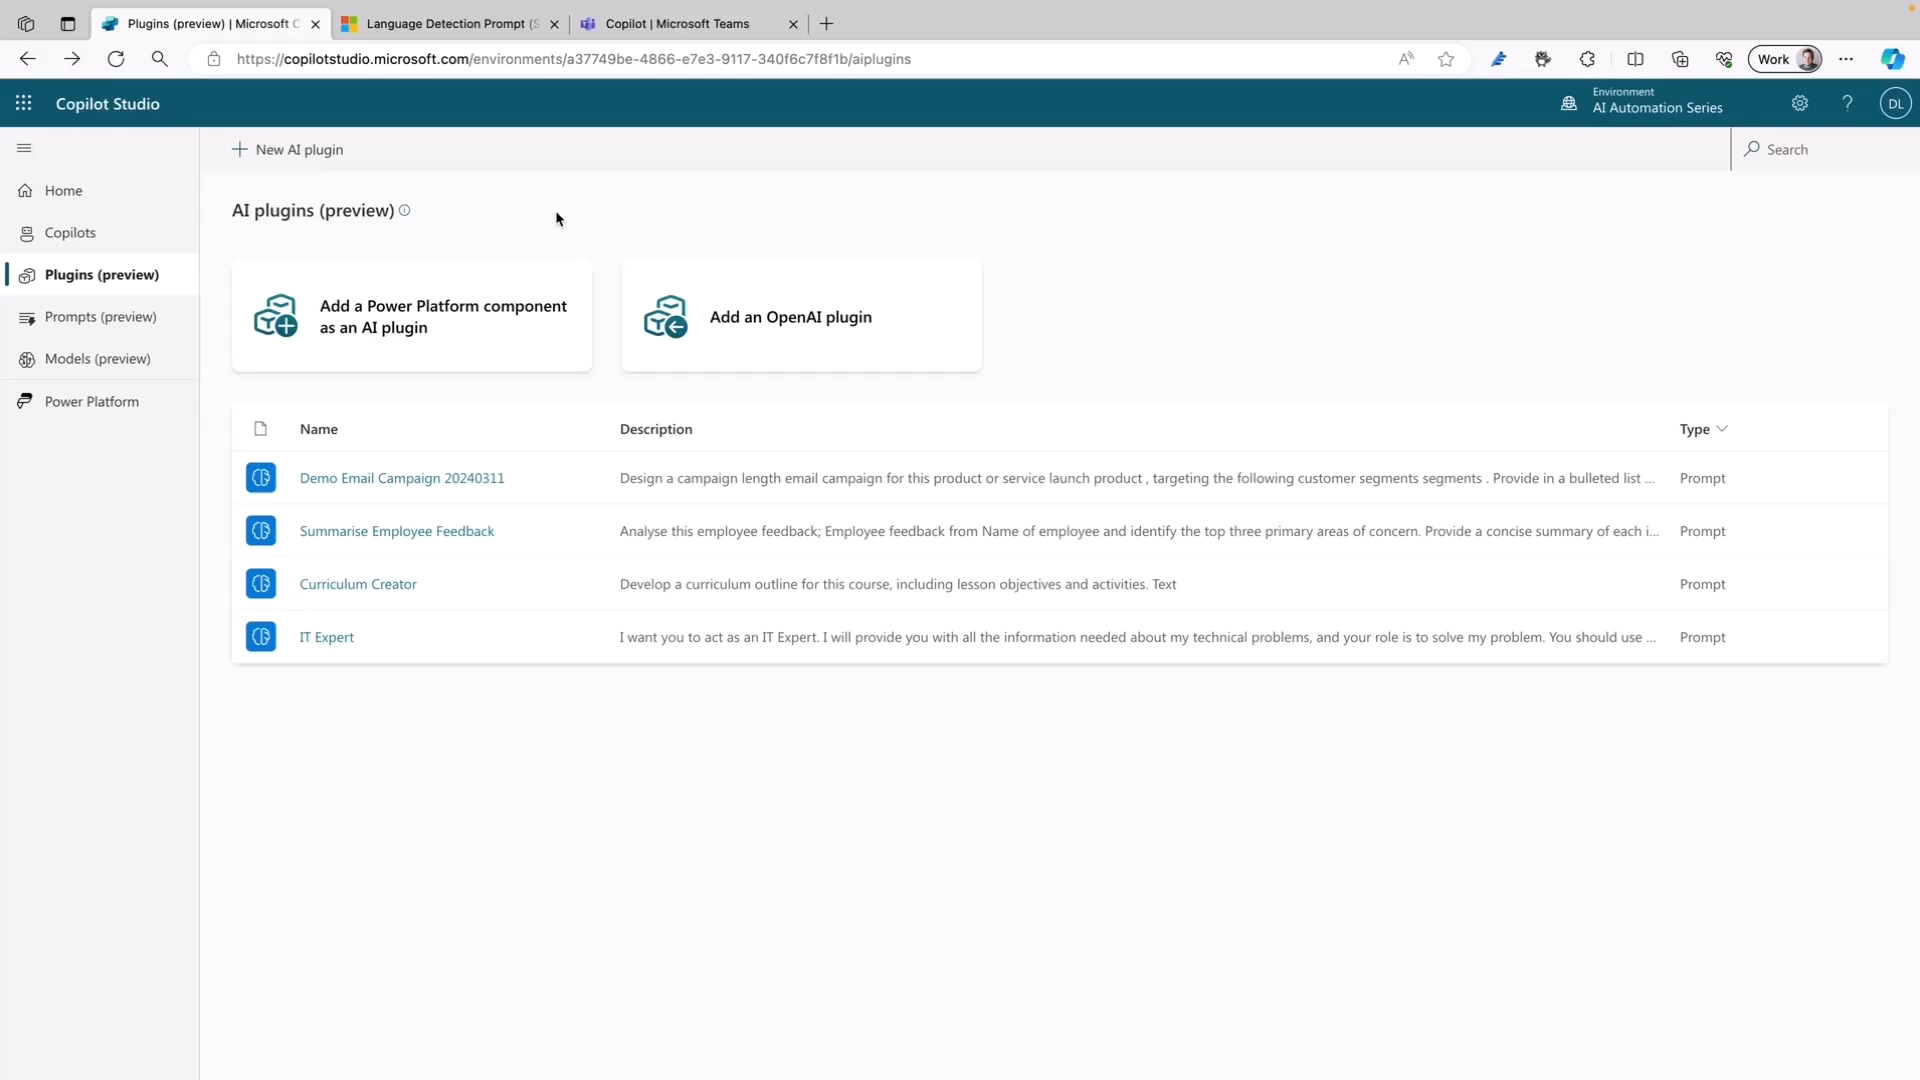 Plugins (preview) | Microsoft C
Language Detection Prompt (S
Copilot | Microsoft Teams
https://copilotstudio.microsoft.com/environments/a37749be-4866-e7e3-9117-340f6c7f8f1b/aiplugins
Work
Copilot Studio
Environment
AI Automation Series
DL
New AI plugin
Search
Home
Copilots
Plugins (preview)
Prompts (preview)
Models (preview)
Power Platform
AI plugins (preview)
Add a Power Platform component
as an AI plugin
Add an OpenAI plugin
Name Description Type
Demo Email Campaign 20240311 Design a campaign length email campaign for this product or service launch product , targeting the following customer segments segments . Provide in a bulleted list ... Prompt
Summarise Employee Feedback Analyse this employee feedback; Employee feedback from Name of employee and identify the top three primary areas of concern. Provide a concise summary of each i... Prompt
Curriculum Creator Develop a curriculum outline for this course, including lesson objectives and activities. Text Prompt
IT Expert I want you to act as an IT Expert. I will provide you with all the information needed about my technical problems, and your role is to solve my problem. You should use ... Prompt